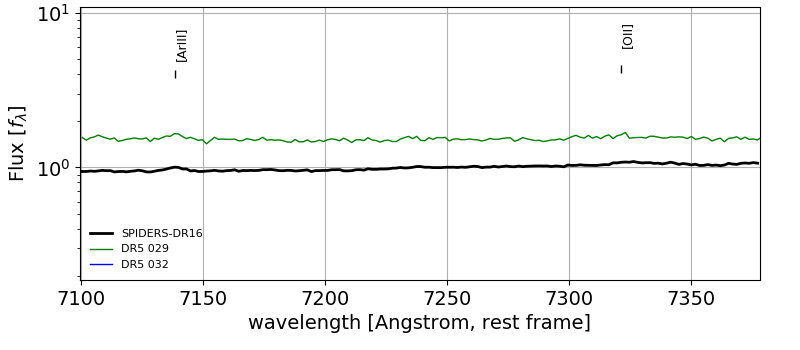 10¹
[ArIII]
[OII]
Flux [fλ]
10⁰
SPIDERS-DR16
DR5 029
DR5 032
7100 7150 7200 7250 7300 7350
wavelength [Angstrom, rest frame]